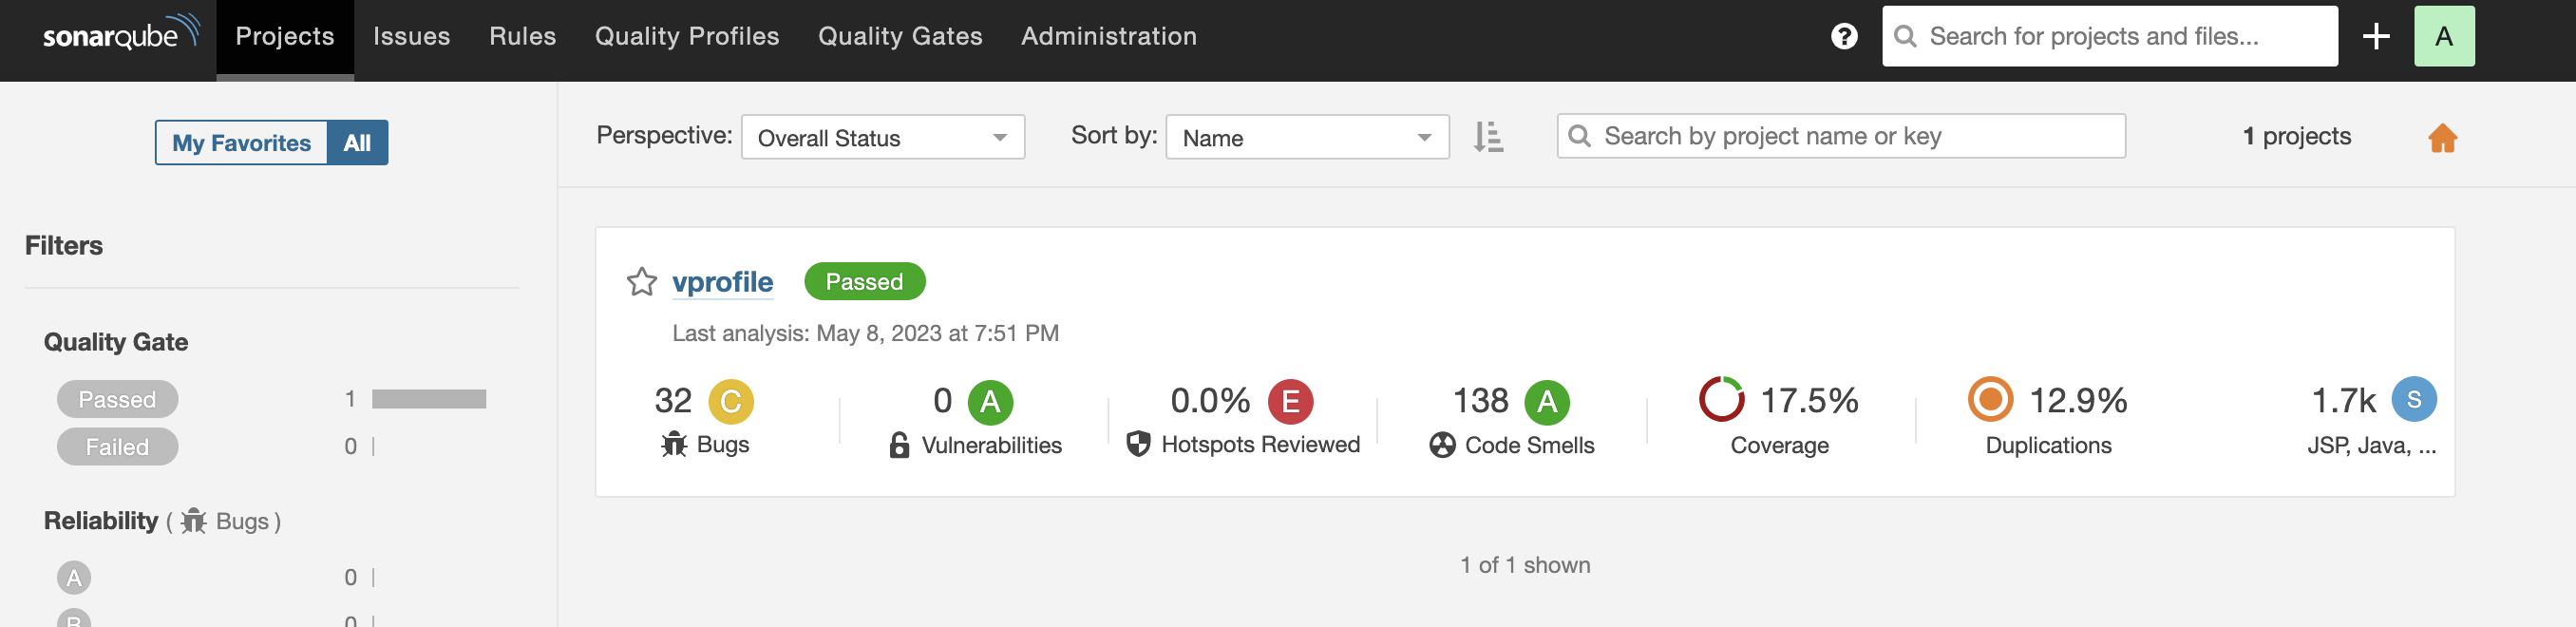 sonarqube Projects Issues Rules Quality Profiles Quality Gates Administration ? Search for projects and files... A
My Favorites All
Perspective: Overall Status Sort by: Name Search by project name or key 1 projects
Filters
Quality Gate
Passed 1
Failed 0
Reliability ( Bugs )
A 0
B 0
vprofile Passed
Last analysis: May 8, 2023 at 7:51 PM
32 C 0 A 0.0% E 138 A 17.5% 12.9% 1.7k S
Bugs Vulnerabilities Hotspots Reviewed Code Smells Coverage Duplications JSP, Java, ...
1 of 1 shown